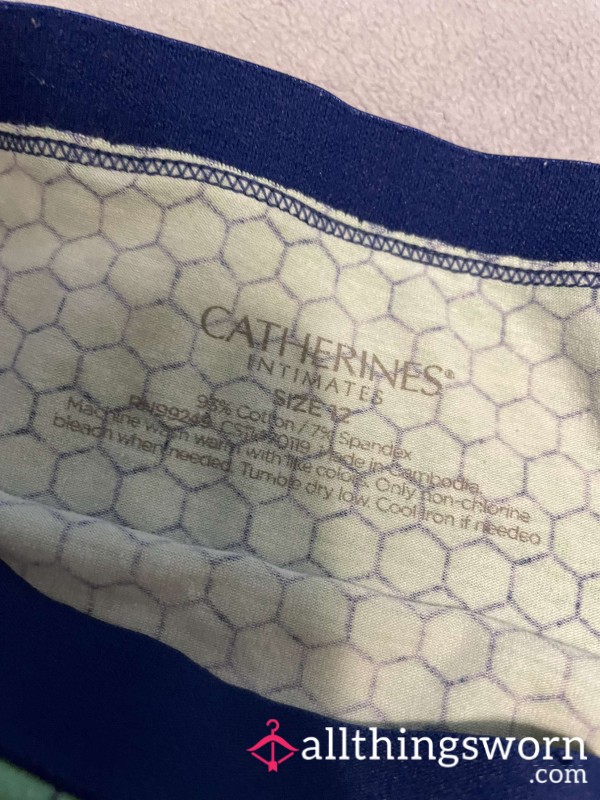 CATHERINES®
INTIMATES
SIZE 12
93% Cotton / 7% Spandex
Made in Cambodia.
Machine wash warm with like colors. Only non-chlorine
bleach when needed. Tumble dry low. Cool iron if needed
allthingsworn
.com